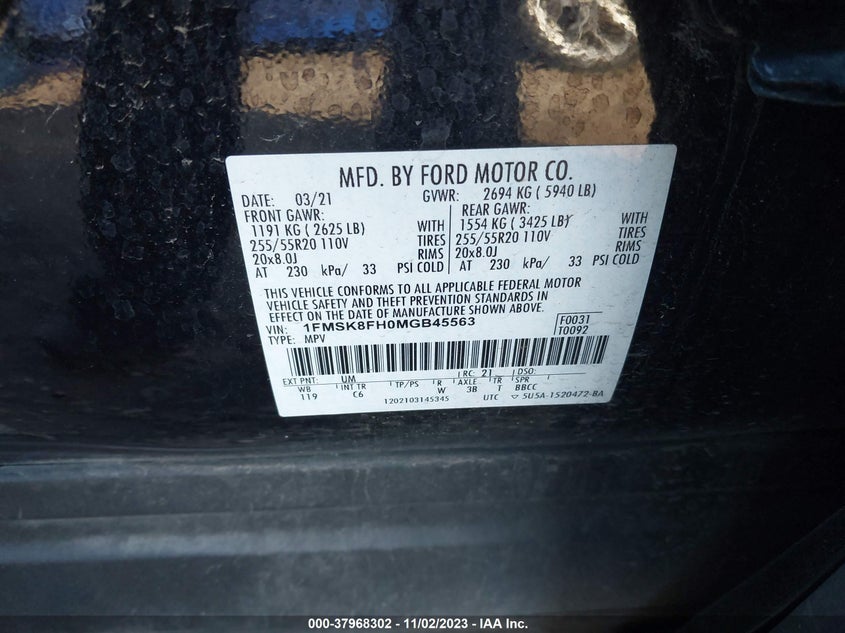 MFD. BY FORD MOTOR CO.
DATE: 03/21 GVWR: 2694 KG ( 5940 LB)
FRONT GAWR: REAR GAWR:
1191 KG ( 2625 LB) WITH 1554 KG ( 3425 LB) WITH
255/55R20 110V TIRES 255/55R20 110V TIRES
20x8.0J RIMS 20x8.0J RIMS
AT 230 kPa/ 33 PSI COLD AT 230 kPa/ 33 PSI COLD
THIS VEHICLE CONFORMS TO ALL APPLICABLE FEDERAL MOTOR
VEHICLE SAFETY AND THEFT PREVENTION STANDARDS IN
EFFECT ON THE DATE OF MANUFACTURE SHOWN ABOVE.
VIN: 1FMSK8FH0MGB45563 F0031
TYPE: MPV T0092
EXT PNT: UM RC: 21 DSO:
WB INT TR TP/PS R AXLE TR SPR
119 C6 W 3B T BBCC
1202103145345 UTC ▽ 5U5A-1520472-BA
000-37968302 - 11/02/2023 - IAA Inc.